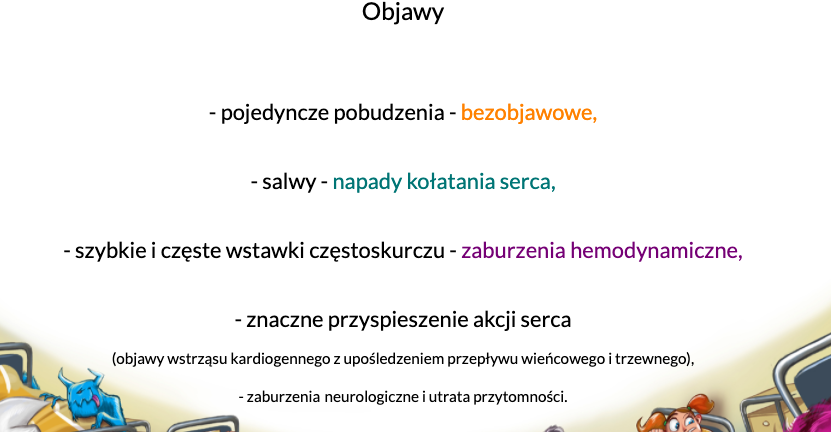 Objawy
- pojedyncze pobudzenia - bezobjawowe,
- salwy - napady kołatania serca,
- szybkie i częste wstawki częstoskurczu - zaburzenia hemodynamiczne,
- znaczne przyspieszenie akcji serca
(objawy wstrząsu kardiogennego z upośledzeniem przepływu wieńcowego i trzewnego),
- zaburzenia neurologiczne i utrata przytomności.